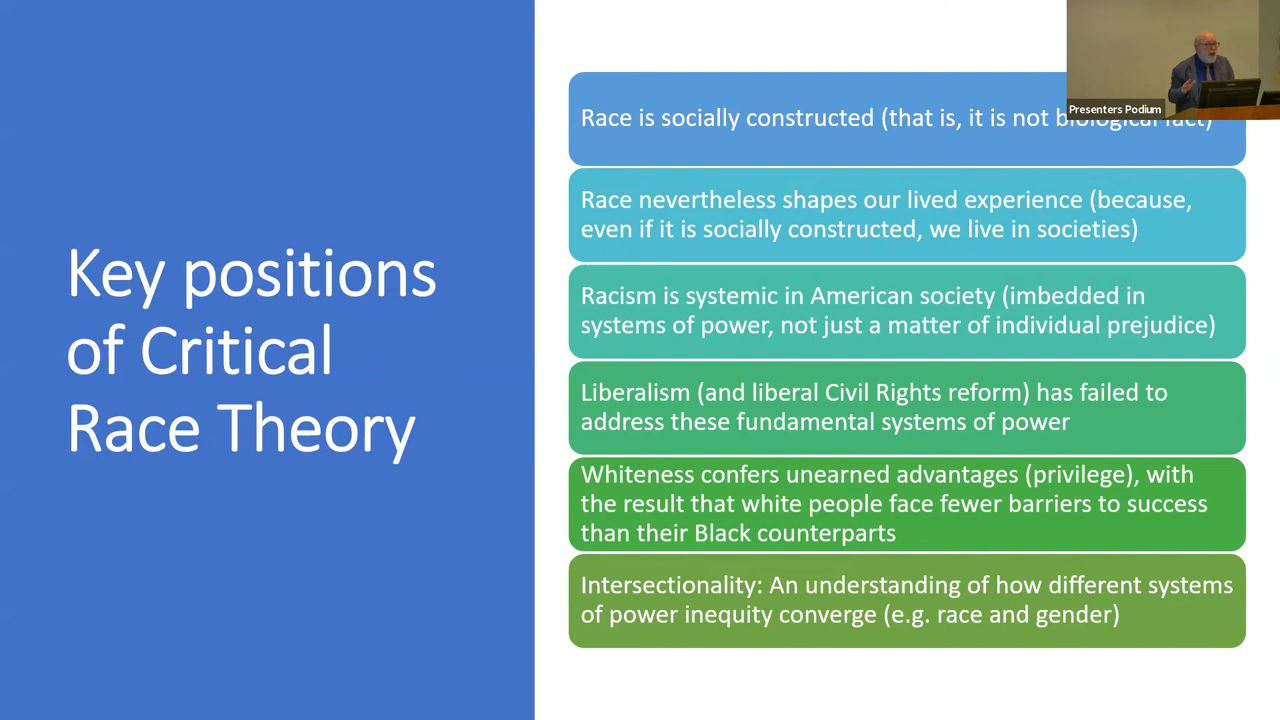 Key positions
of Critical
Race Theory
Race is socially constructed (that is, it is not biological fact)
Race nevertheless shapes our lived experience (because,
even if it is socially constructed, we live in societies)
Racism is systemic in American society (imbedded in
systems of power, not just a matter of individual prejudice)
Liberalism (and liberal Civil Rights reform) has failed to
address these fundamental systems of power
Whiteness confers unearned advantages (privilege), with
the result that white people face fewer barriers to success
than their Black counterparts
Intersectionality: An understanding of how different systems
of power inequity converge (e.g. race and gender)
Presenters Podium